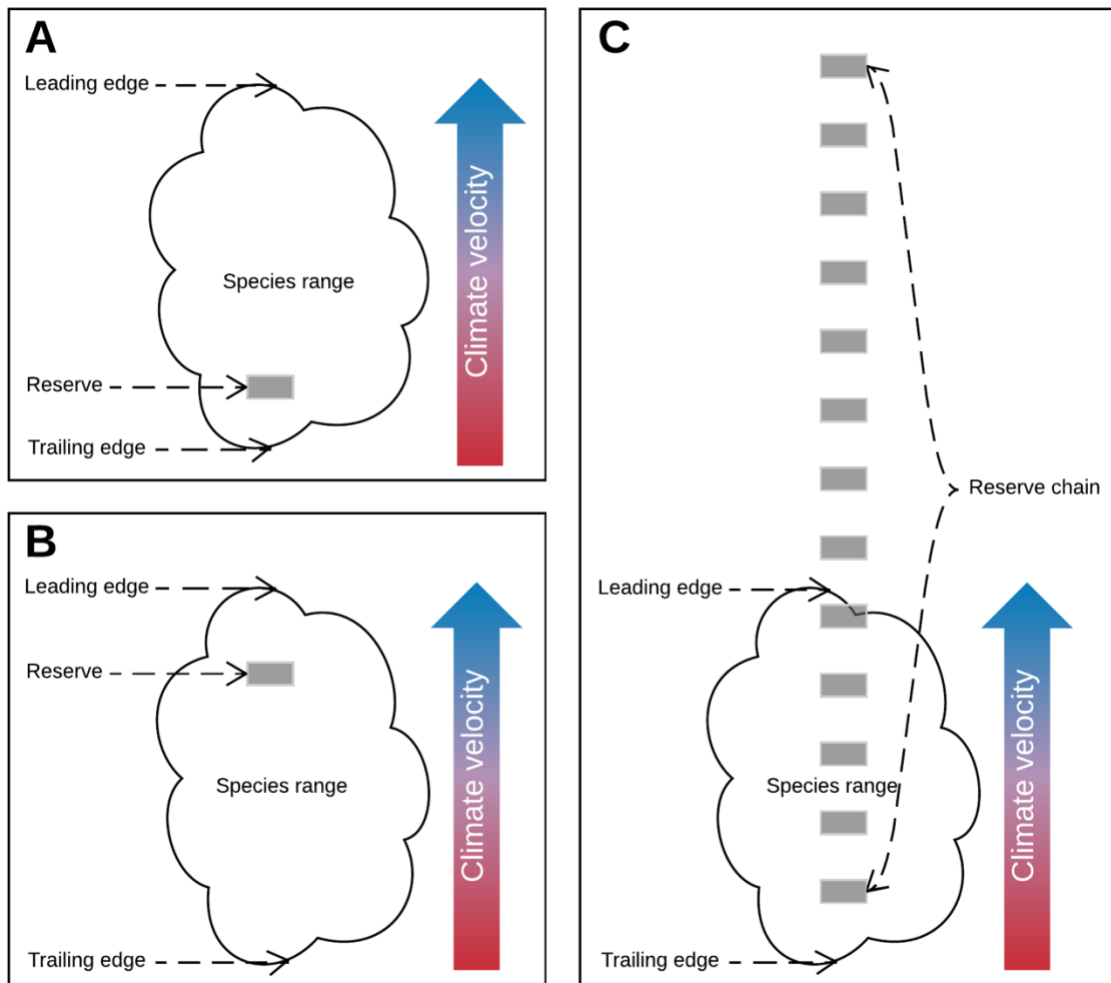 A
Leading edge
Climate velocity
Species range
Reserve
Trailing edge
B
Leading edge
Reserve
Climate velocity
Species range
Trailing edge
C
Reserve chain
Leading edge
Climate velocity
Species range
Trailing edge